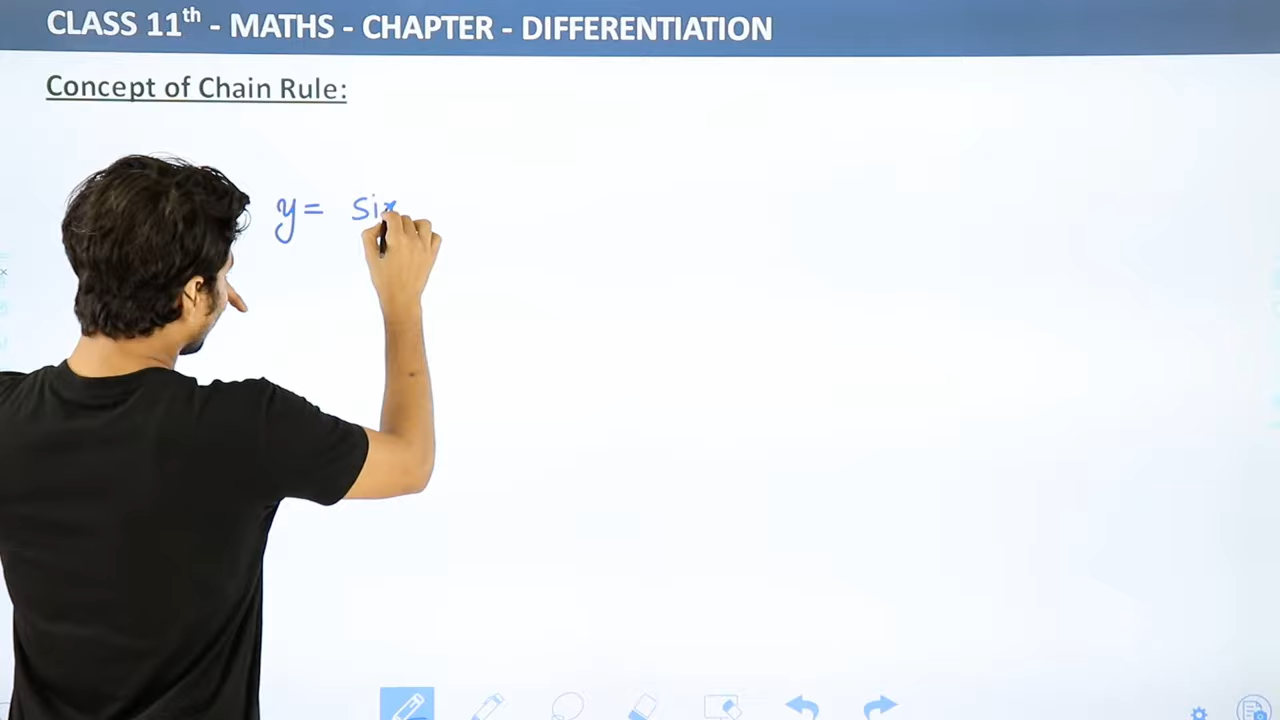 CLASS 11th - MATHS - CHAPTER - DIFFERENTIATION
Concept of Chain Rule:
y = si